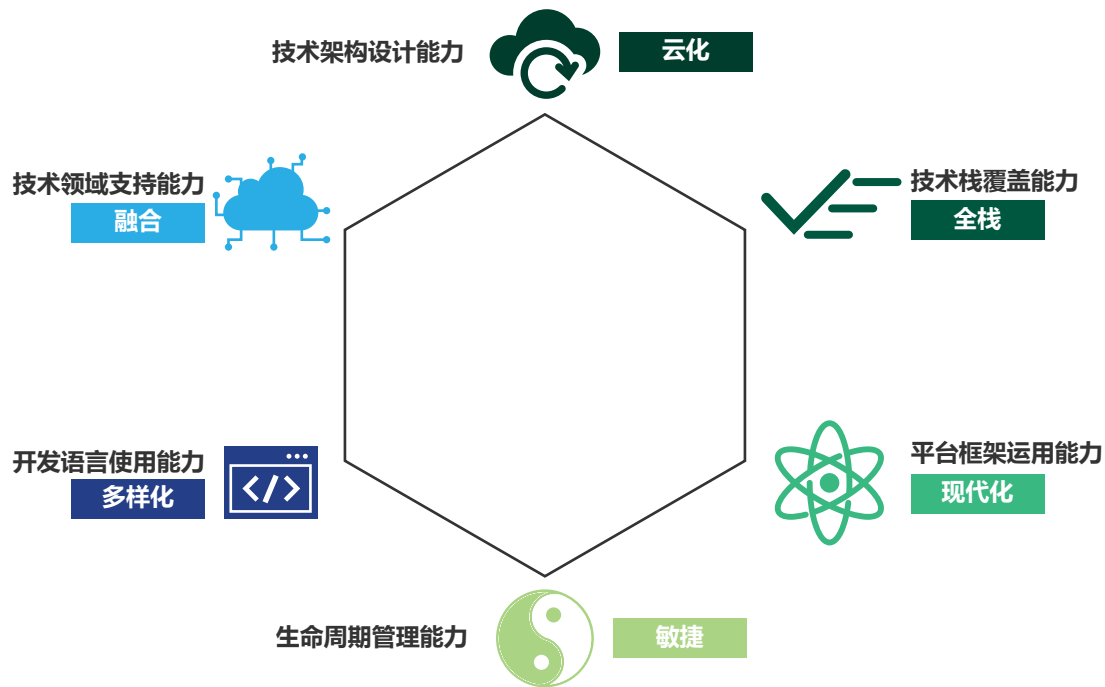 技术架构设计能力
云化
技术领域支持能力
融合
技术栈覆盖能力
全栈
开发语言使用能力
多样化
</>
平台框架运用能力
现代化
生命周期管理能力
敏捷